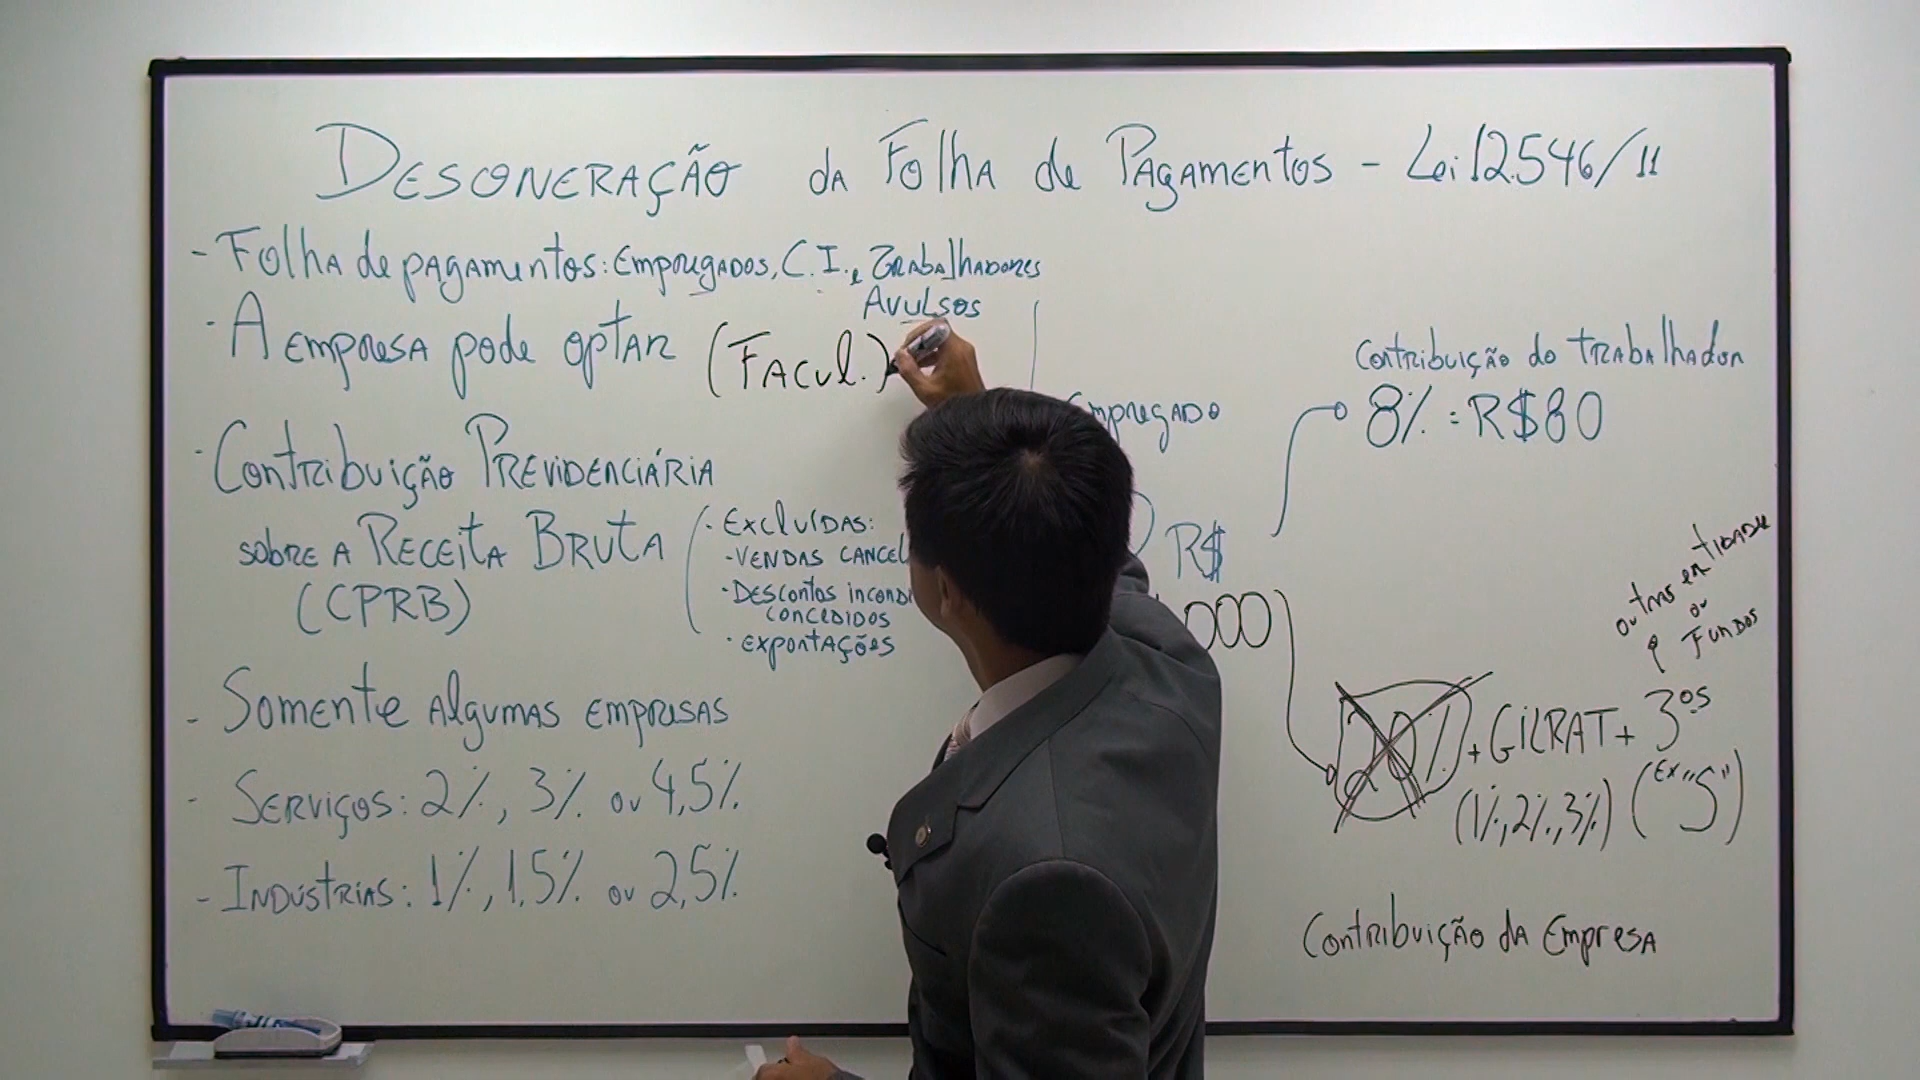 DESONERAÇÃO DA FOLHA de PAGAMENTOS - Lei 12.546/11
- FOLHA de PAGAMENTOS: EMPREGADOS, C.I. e TRABALHADORES
AVULSOS
- A EMPRESA pode OPTAR (FACUL.)
- CONTRIBUIÇÃO PREVIDENCIÁRIA
SOBRE A RECEITA BRUTA
(CPRB)
· EXCLUÍDAS:
- VENDAS CANCEL
· DESCONTOS INCONDI
CONCEDIDOS
· EXPORTAÇÕES
- SOMENTE ALGUMAS EMPRESAS
- SERVIÇOS: 2%, 3% OU 4,5%
- INDÚSTRIAS: 1%, 1,5% OU 2,5%
EMPREGADO
R$
000
CONTRIBUIÇÃO DO TRABALHADOR
8% = R$80
OUTRAS ENTIDADES
OU
FUNDOS
20% + GILRAT + 3ºS
(1%, 2%, 3%) (EX "S")
CONTRIBUIÇÃO DA EMPRESA